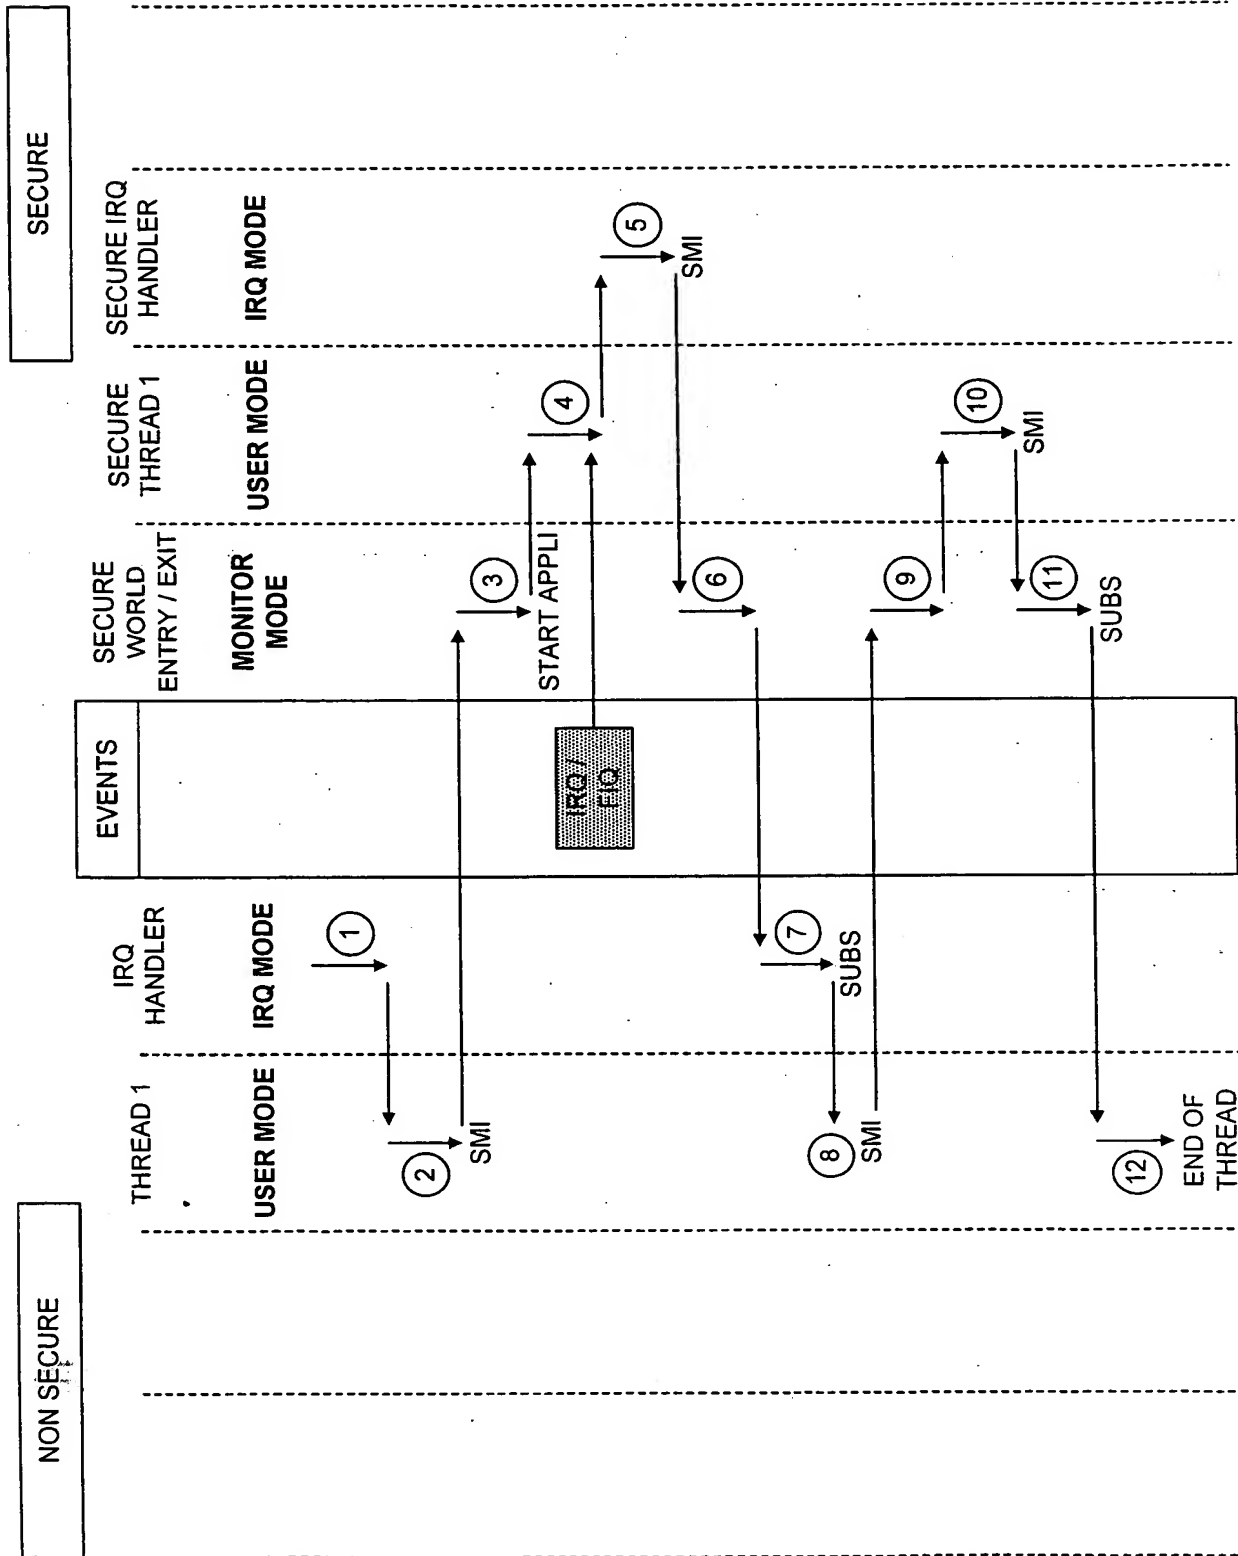 NON SECURE
SECURE
THREAD 1
USER MODE
IRQ
HANDLER
IRQ MODE
EVENTS
SECURE
WORLD
ENTRY / EXIT
MONITOR
MODE
SECURE
THREAD 1
USER MODE
SECURE IRQ
HANDLER
IRQ MODE
1
2
SMI
3
START APPLI
4
IRQ /
FIQ
5
SMI
6
7
SUBS
8
SMI
9
10
SMI
11
SUBS
12
END OF
THREAD